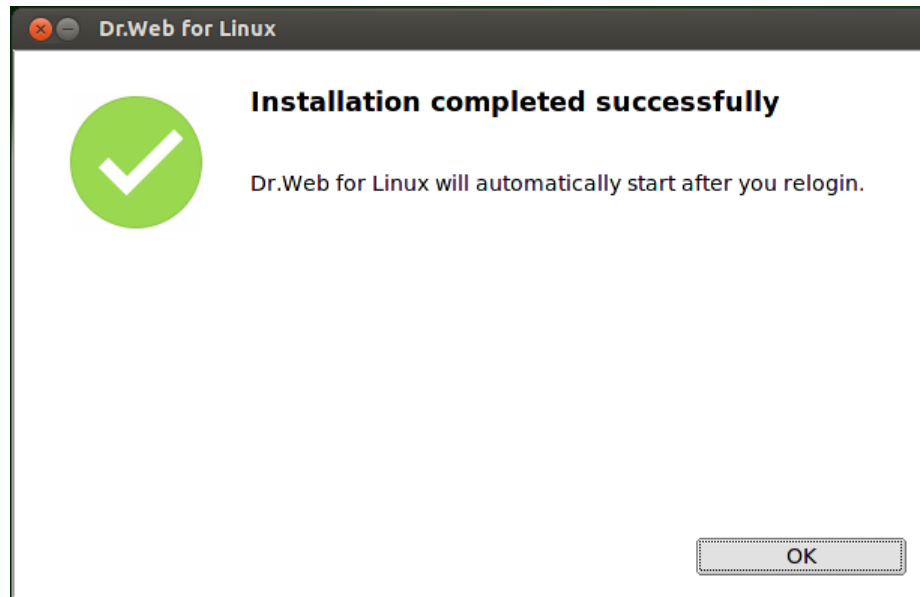 Dr.Web for Linux
Installation completed successfully
Dr.Web for Linux will automatically start after you relogin.
OK